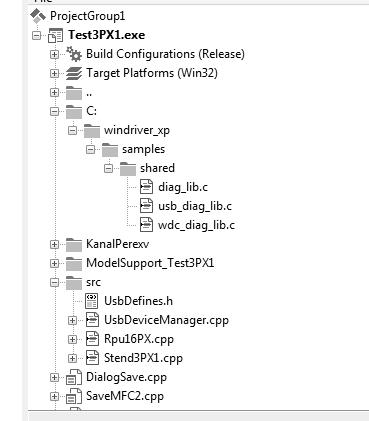 ProjectGroup1
Test3PX1.exe
Build Configurations (Release)
Target Platforms (Win32)
..
C:
windriver_xp
samples
shared
diag_lib.c
usb_diag_lib.c
wdc_diag_lib.c
KanalPerexv
ModelSupport_Test3PX1
src
UsbDefines.h
UsbDeviceManager.cpp
Rpu16PX.cpp
Stend3PX1.cpp
DialogSave.cpp
SaveMFC2.cpp